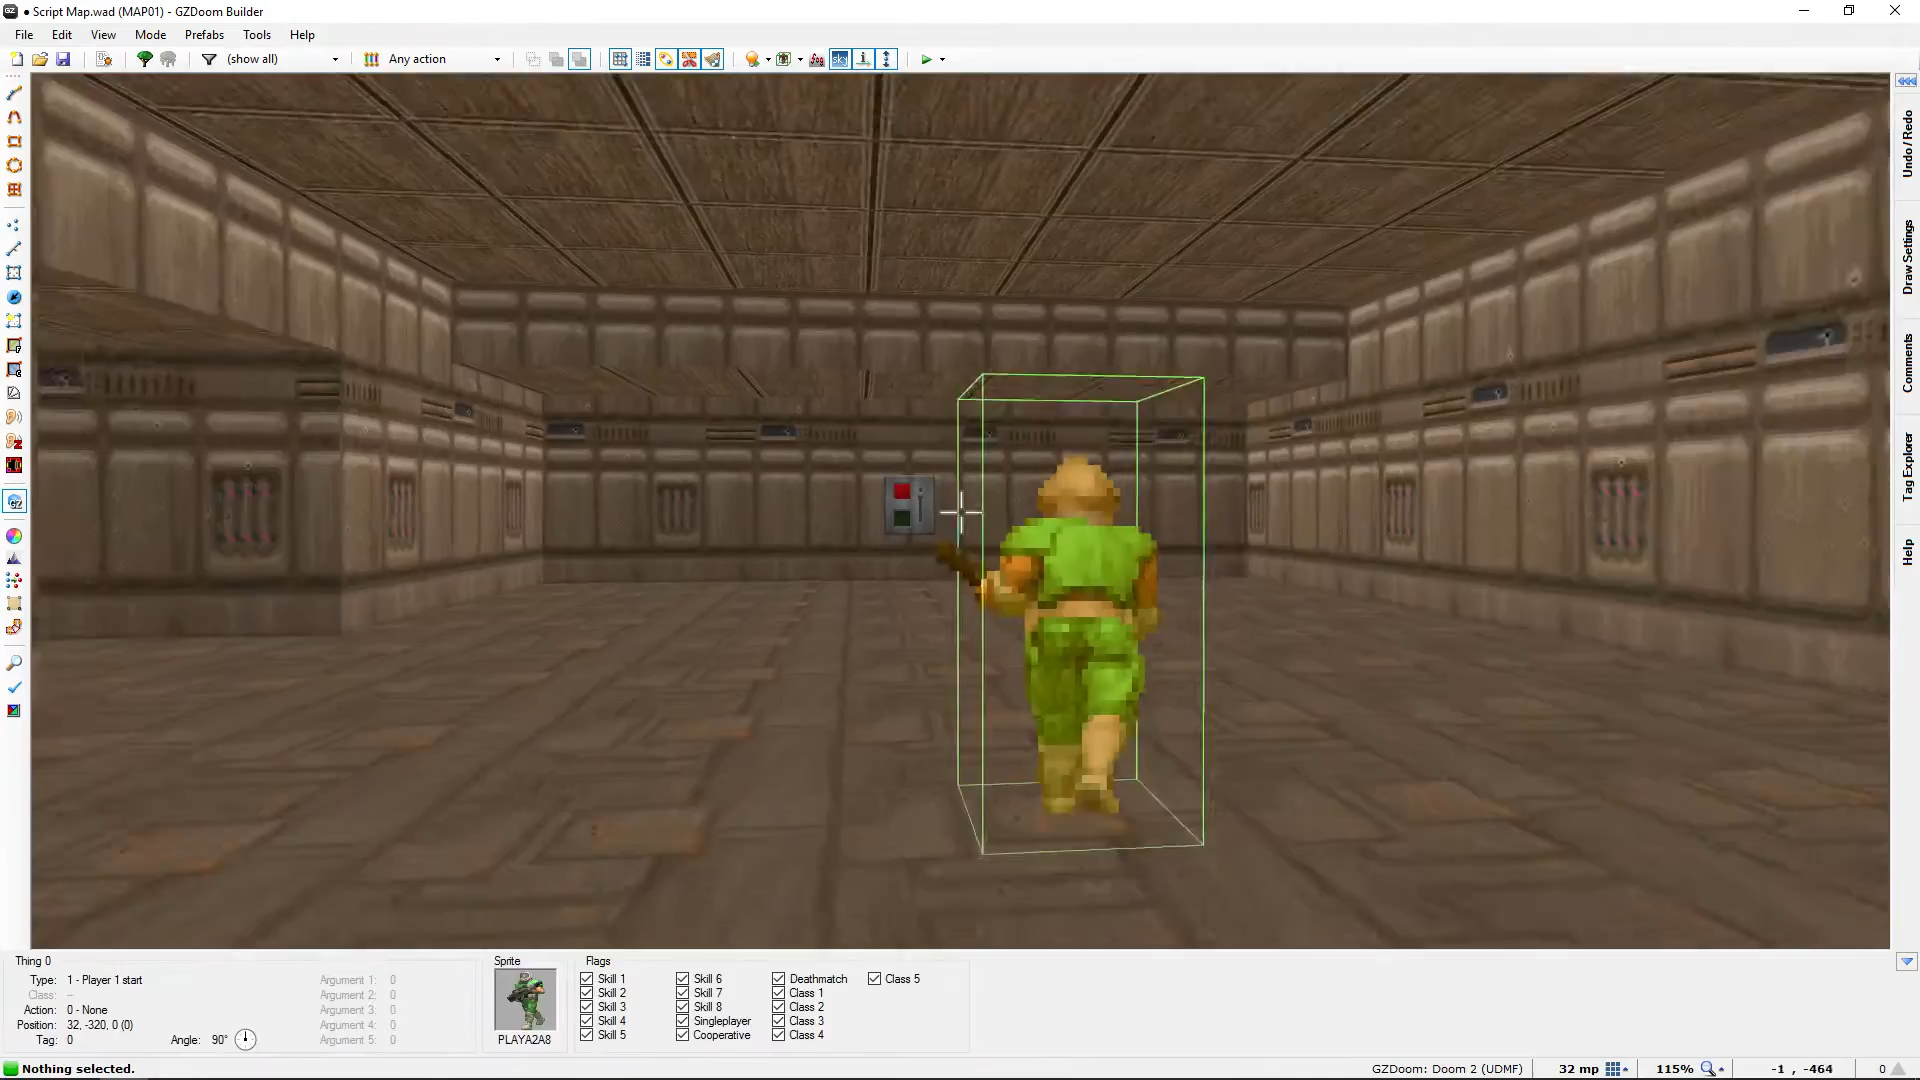 GZ ● Script Map.wad (MAP01) - GZDoom Builder
File Edit View Mode Prefabs Tools Help
(show all) Any action sky i
Undo / Redo
Draw Settings
Comments
Tag Explorer
Help
Thing 0
Type: 1 - Player 1 start
Class: --
Action: 0 - None
Position: 32, -320, 0 (0)
Tag: 0
Angle: 90°
Argument 1: 0
Argument 2: 0
Argument 3: 0
Argument 4: 0
Argument 5: 0
Sprite
PLAYA2A8
Flags
Skill 1 Skill 6 Deathmatch Class 5
Skill 2 Skill 7 Class 1
Skill 3 Skill 8 Class 2
Skill 4 Singleplayer Class 3
Skill 5 Cooperative Class 4
Nothing selected. GZDoom: Doom 2 (UDMF) 32 mp 115% -1 , -464 0